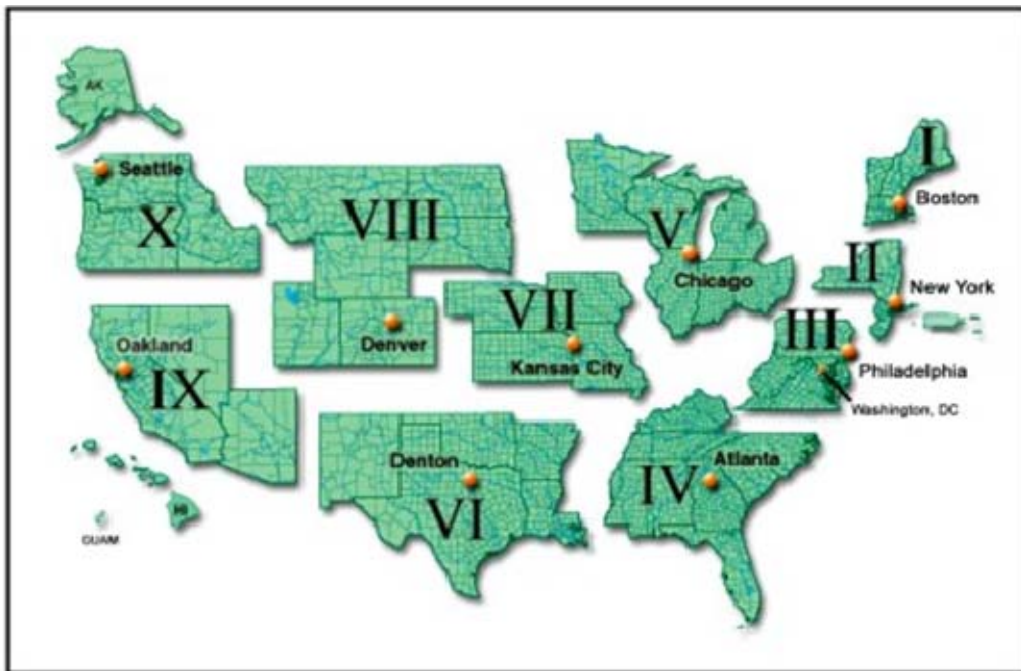 AK
Seattle
X
VIII
V
Chicago
I
Boston
II
New York
III
Philadelphia
Washington, DC
Denver
VII
Kansas City
Oakland
IX
HI
GUAM
Denton
VI
IV
Atlanta